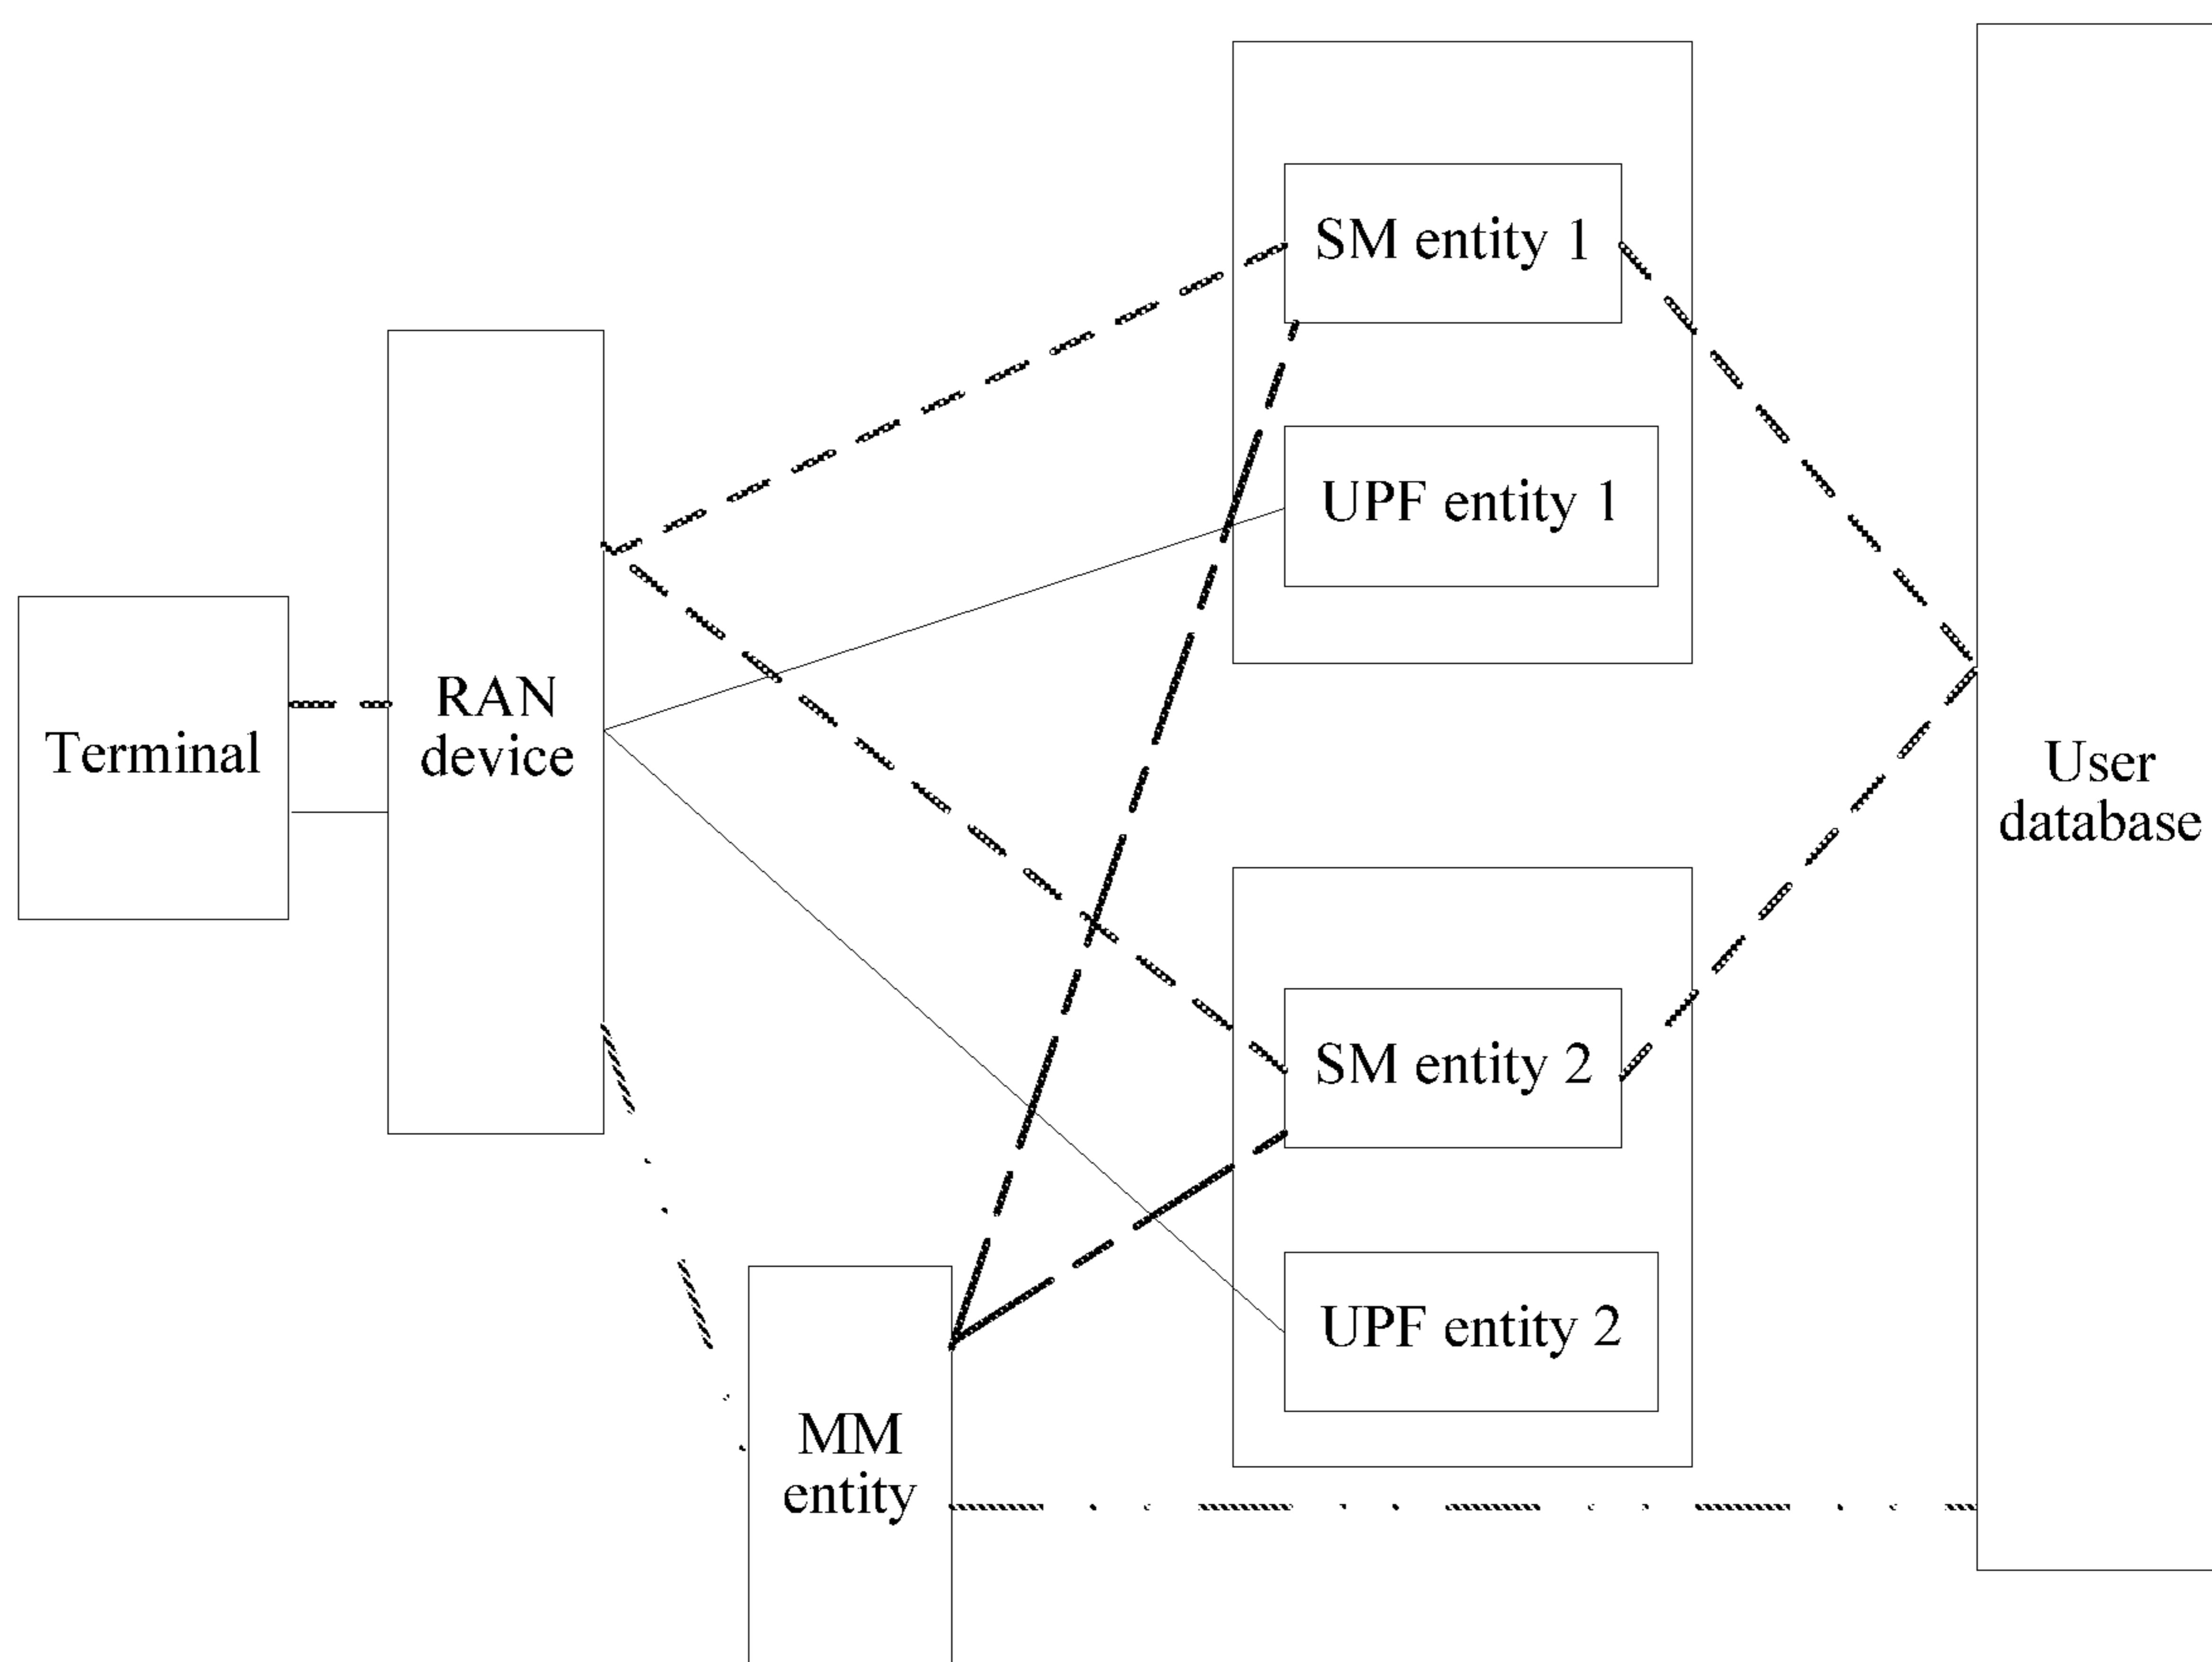 Terminal
RAN
device
SM entity 1
UPF entity 1
SM entity 2
UPF entity 2
MM
entity
User
database